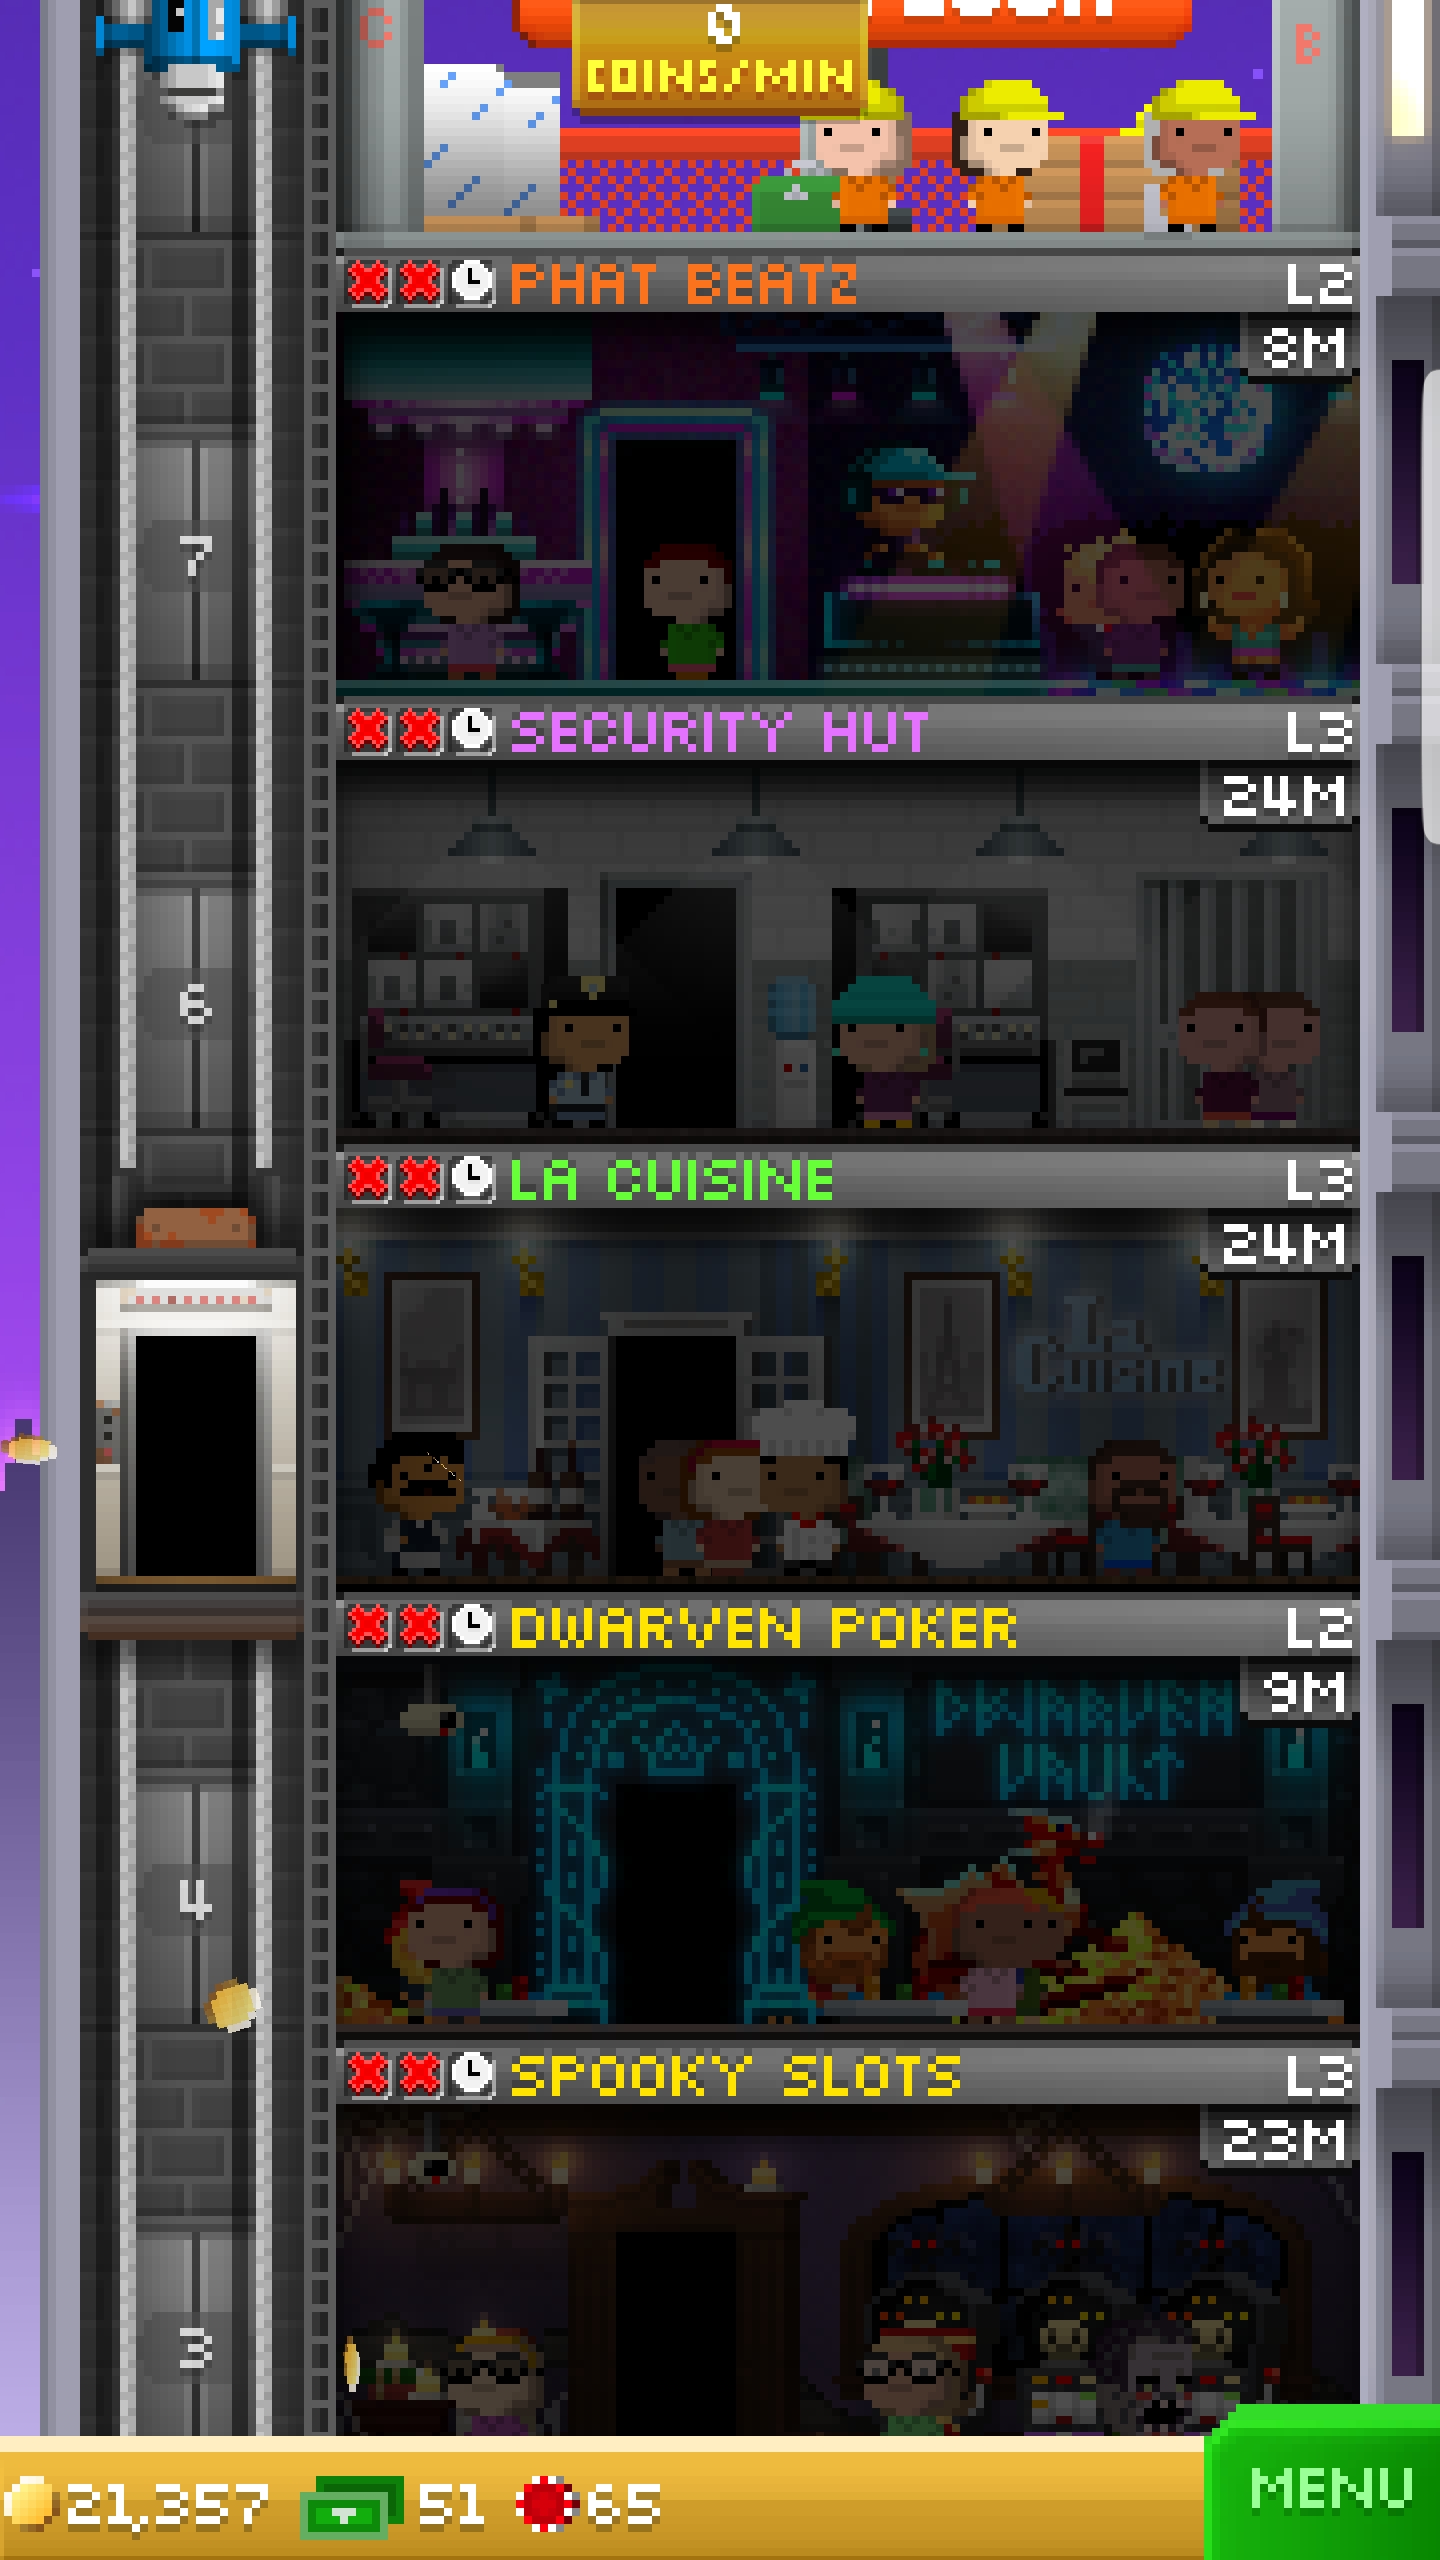 C
B
0
COINS/MIN
PHAT BEATZ L2
8M
7
SECURITY HUT L3
24M
6
LA CUISINE L3
24M
La
Cuisine
DWARVEN POKER L2
9M
DWARVEN
VAULT
4
SPOOKY SLOTS L3
23M
3
21,357 51 65
MENU